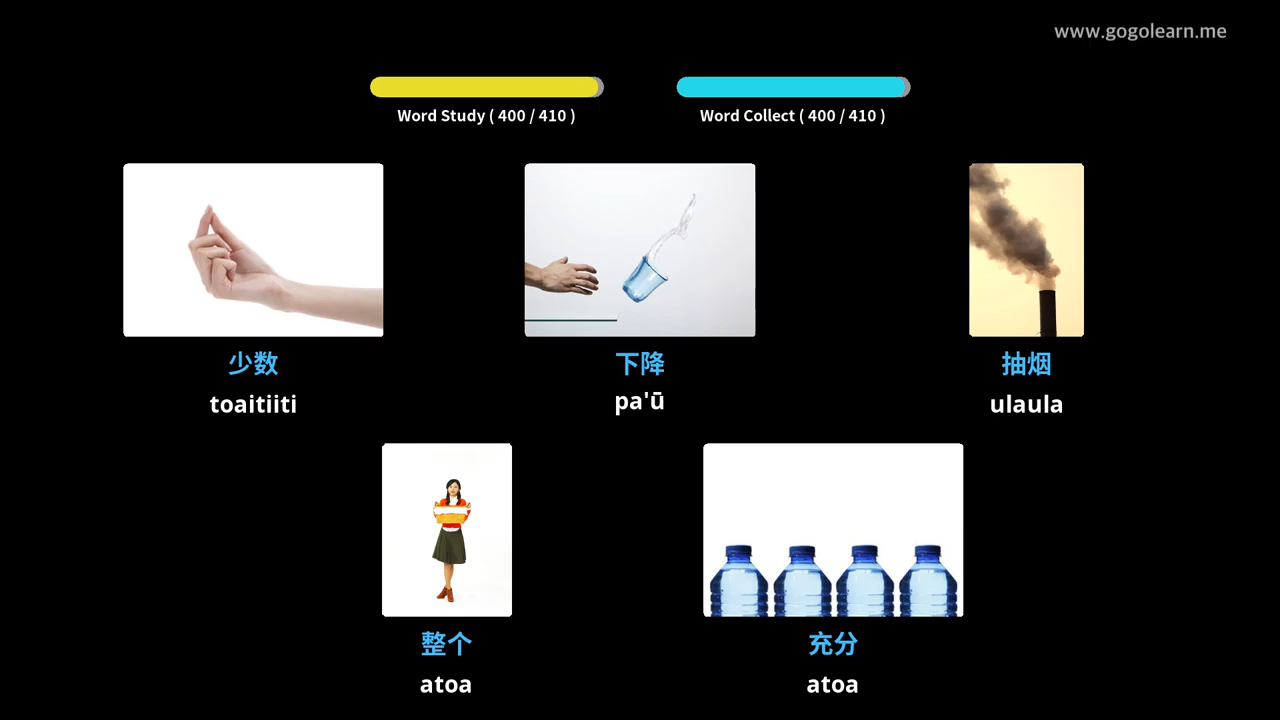 www.gogolearn.me
Word Study ( 400 / 410 )
Word Collect ( 400 / 410 )
少数
下降
抽烟
toaitiiti
pa'ū
ulaula
整个
充分
atoa
atoa